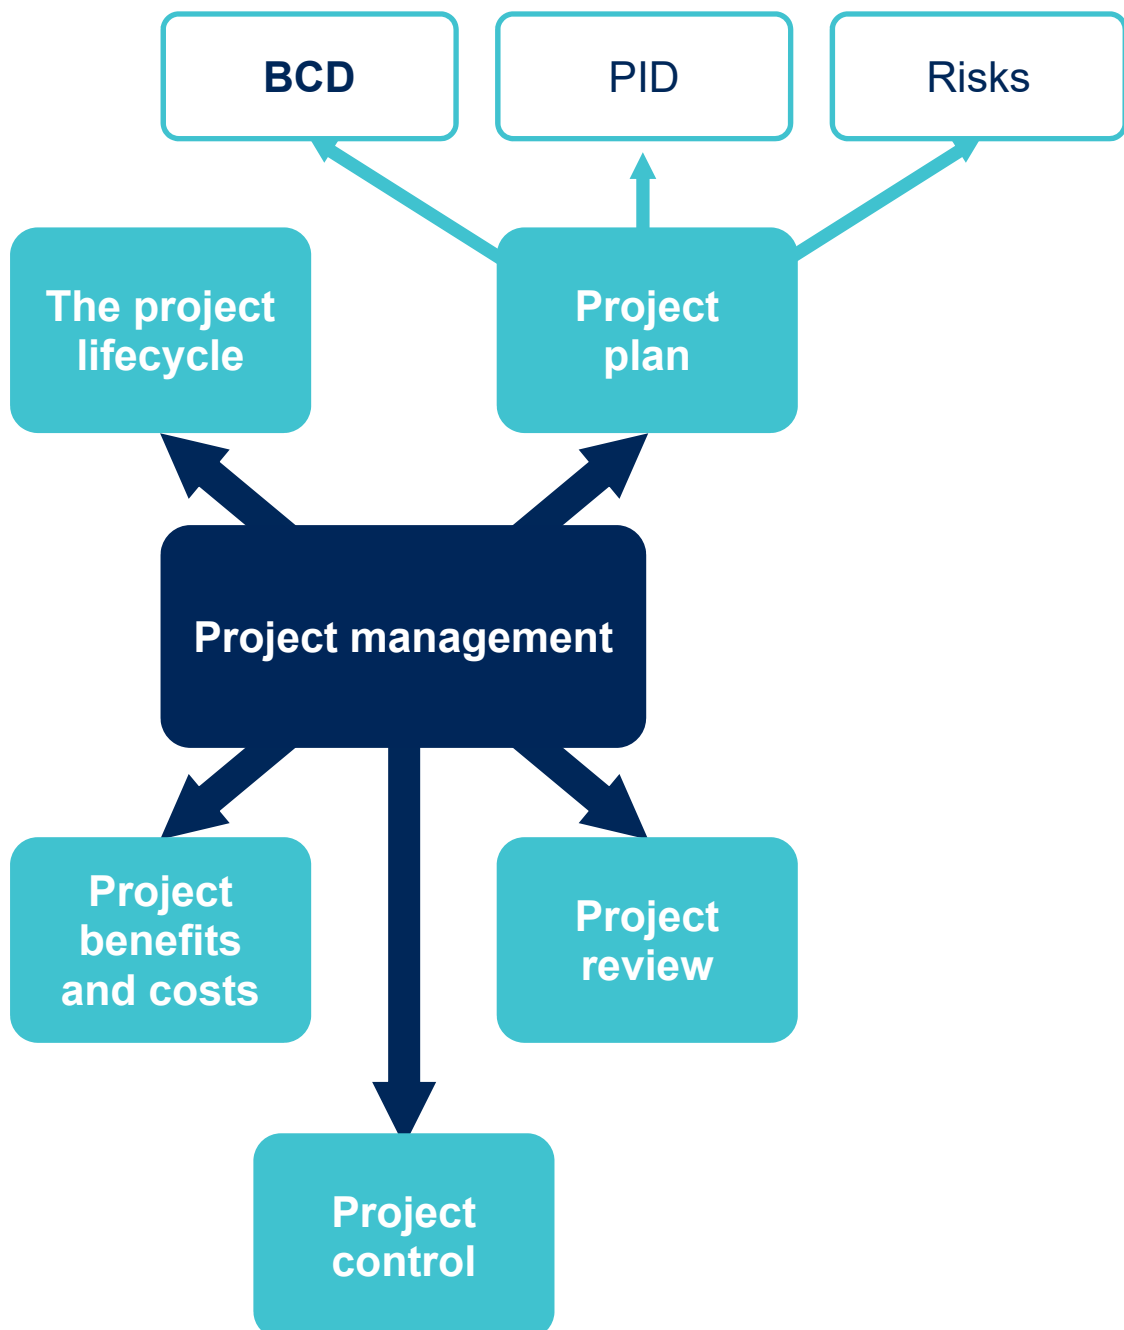 BCD
PID
Risks
The project
lifecycle
Project
plan
Project management
Project
benefits
and costs
Project
review
Project
control